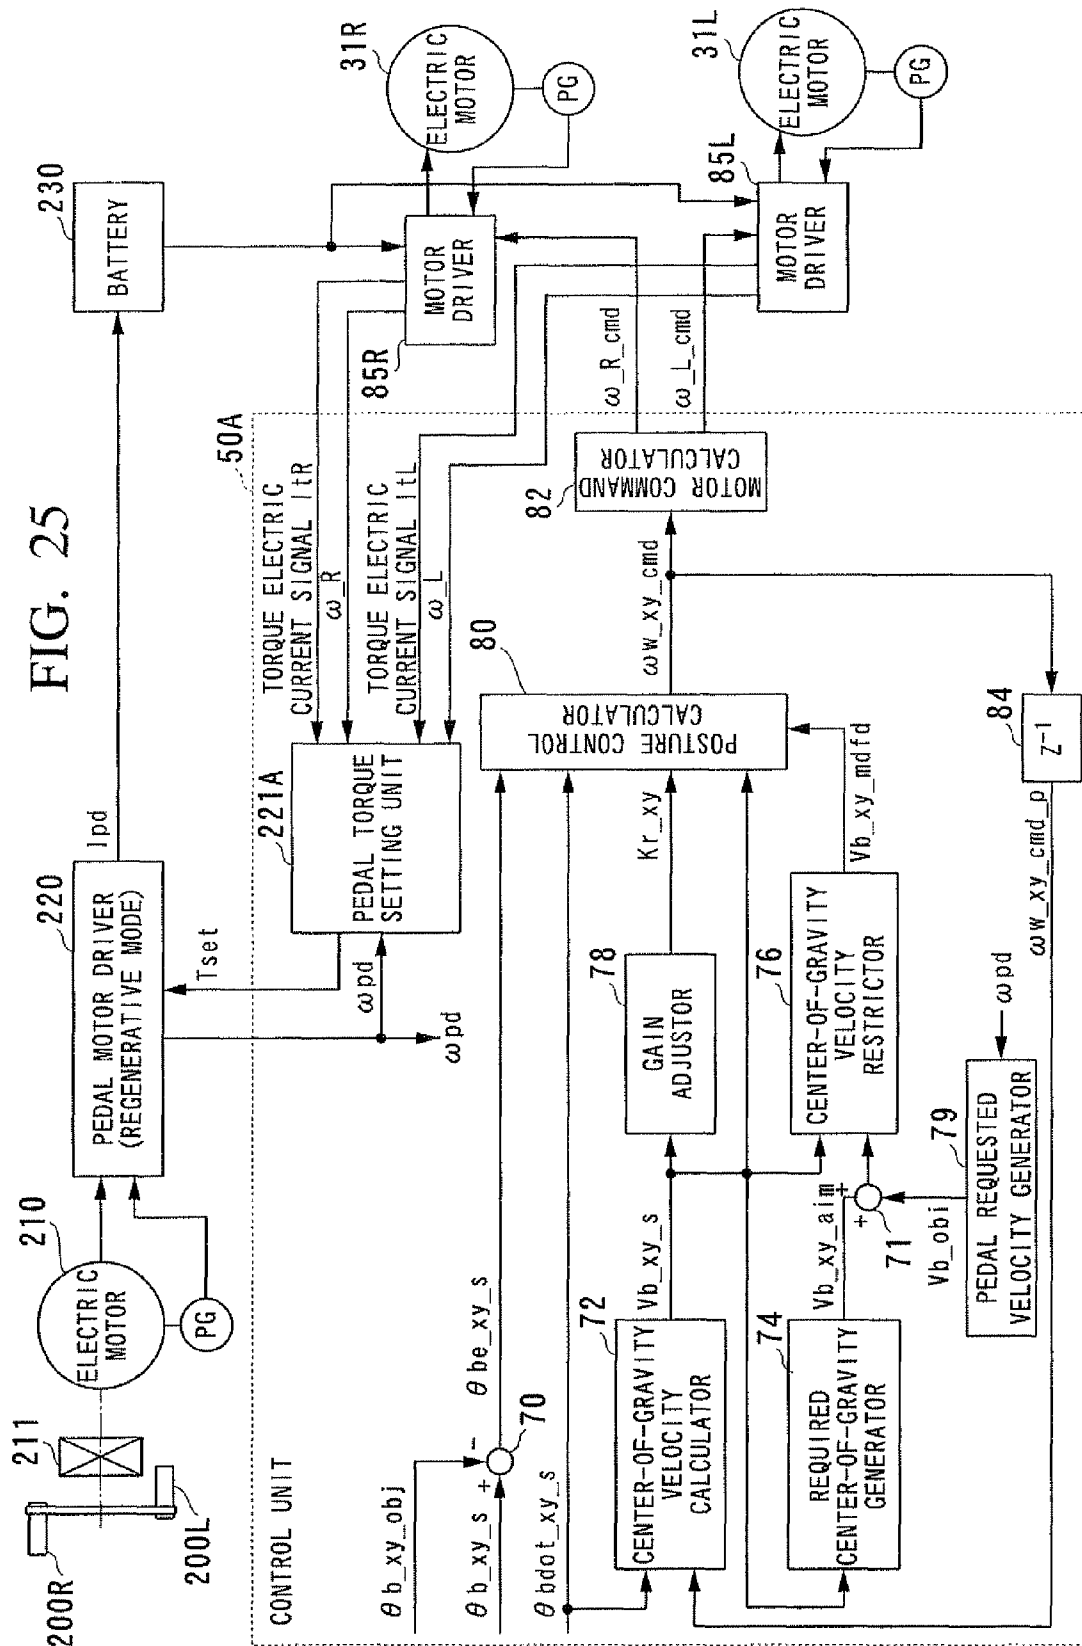 FIG. 25
200R
200L
211
210
ELECTRIC
MOTOR
PG
220
PEDAL MOTOR DRIVER
(REGENERATIVE MODE)
Ipd
230
BATTERY
Tset
ωpd
ωpd
221A
PEDAL TORQUE
SETTING UNIT
TORQUE ELECTRIC
CURRENT SIGNAL ItR
ω_R
TORQUE ELECTRIC
CURRENT SIGNAL ItL
ω_L
50A
CONTROL UNIT
85R
MOTOR
DRIVER
31R
ELECTRIC
MOTOR
PG
85L
MOTOR
DRIVER
31L
ELECTRIC
MOTOR
PG
θb_xy_obj
θb_xy_s
+
-
70
θbe_xy_s
θbdot_xy_s
72
CENTER-OF-GRAVITY
VELOCITY
CALCULATOR
Vb_xy_s
78
GAIN
ADJUSTOR
Kr_xy
80
POSTURE CONTROL
CALCULATOR
ωw_xy_cmd
82
MOTOR COMMAND
CALCULATOR
ω_R_cmd
ω_L_cmd
74
REQUIRED
CENTER-OF-GRAVITY
GENERATOR
Vb_xy_aim
+
+
71
76
CENTER-OF-GRAVITY
VELOCITY
RESTRICTOR
Vb_xy_mdfd
Vb_obi
79
PEDAL REQUESTED
VELOCITY GENERATOR
ωpd
84
Z-1
ωw_xy_cmd_p